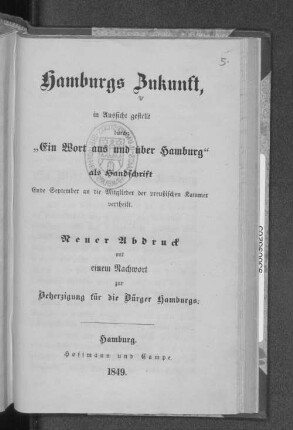 5.
Hamburgs Zukunft,
in Aussicht gestellt
durch
„Ein Wort aus und über Hamburg“
als Handschrift
Ende September an die Mitglieder der preußischen Kammer
vertheilt.
Neuer Abdruck
mit
einem Nachwort
zur
Beherzigung für die Bürger Hamburgs.
Hamburg.
Hoffmann und Campe
1849.